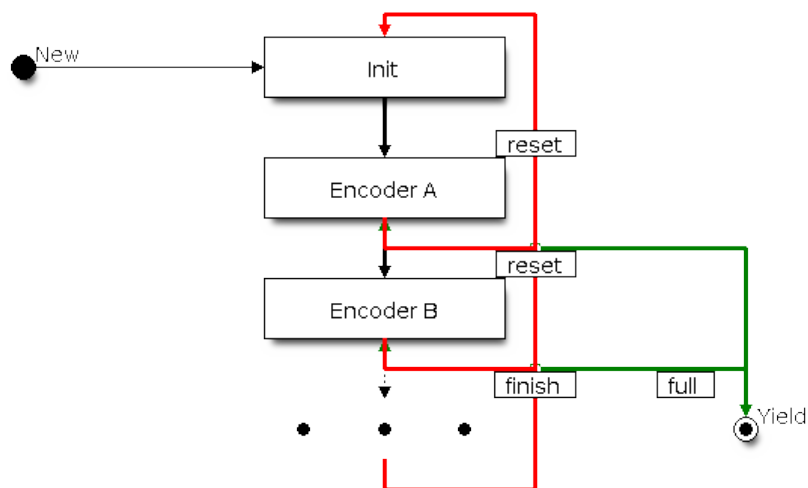 New
Init
reset
Encoder A
reset
Encoder B
finish
full
Yield